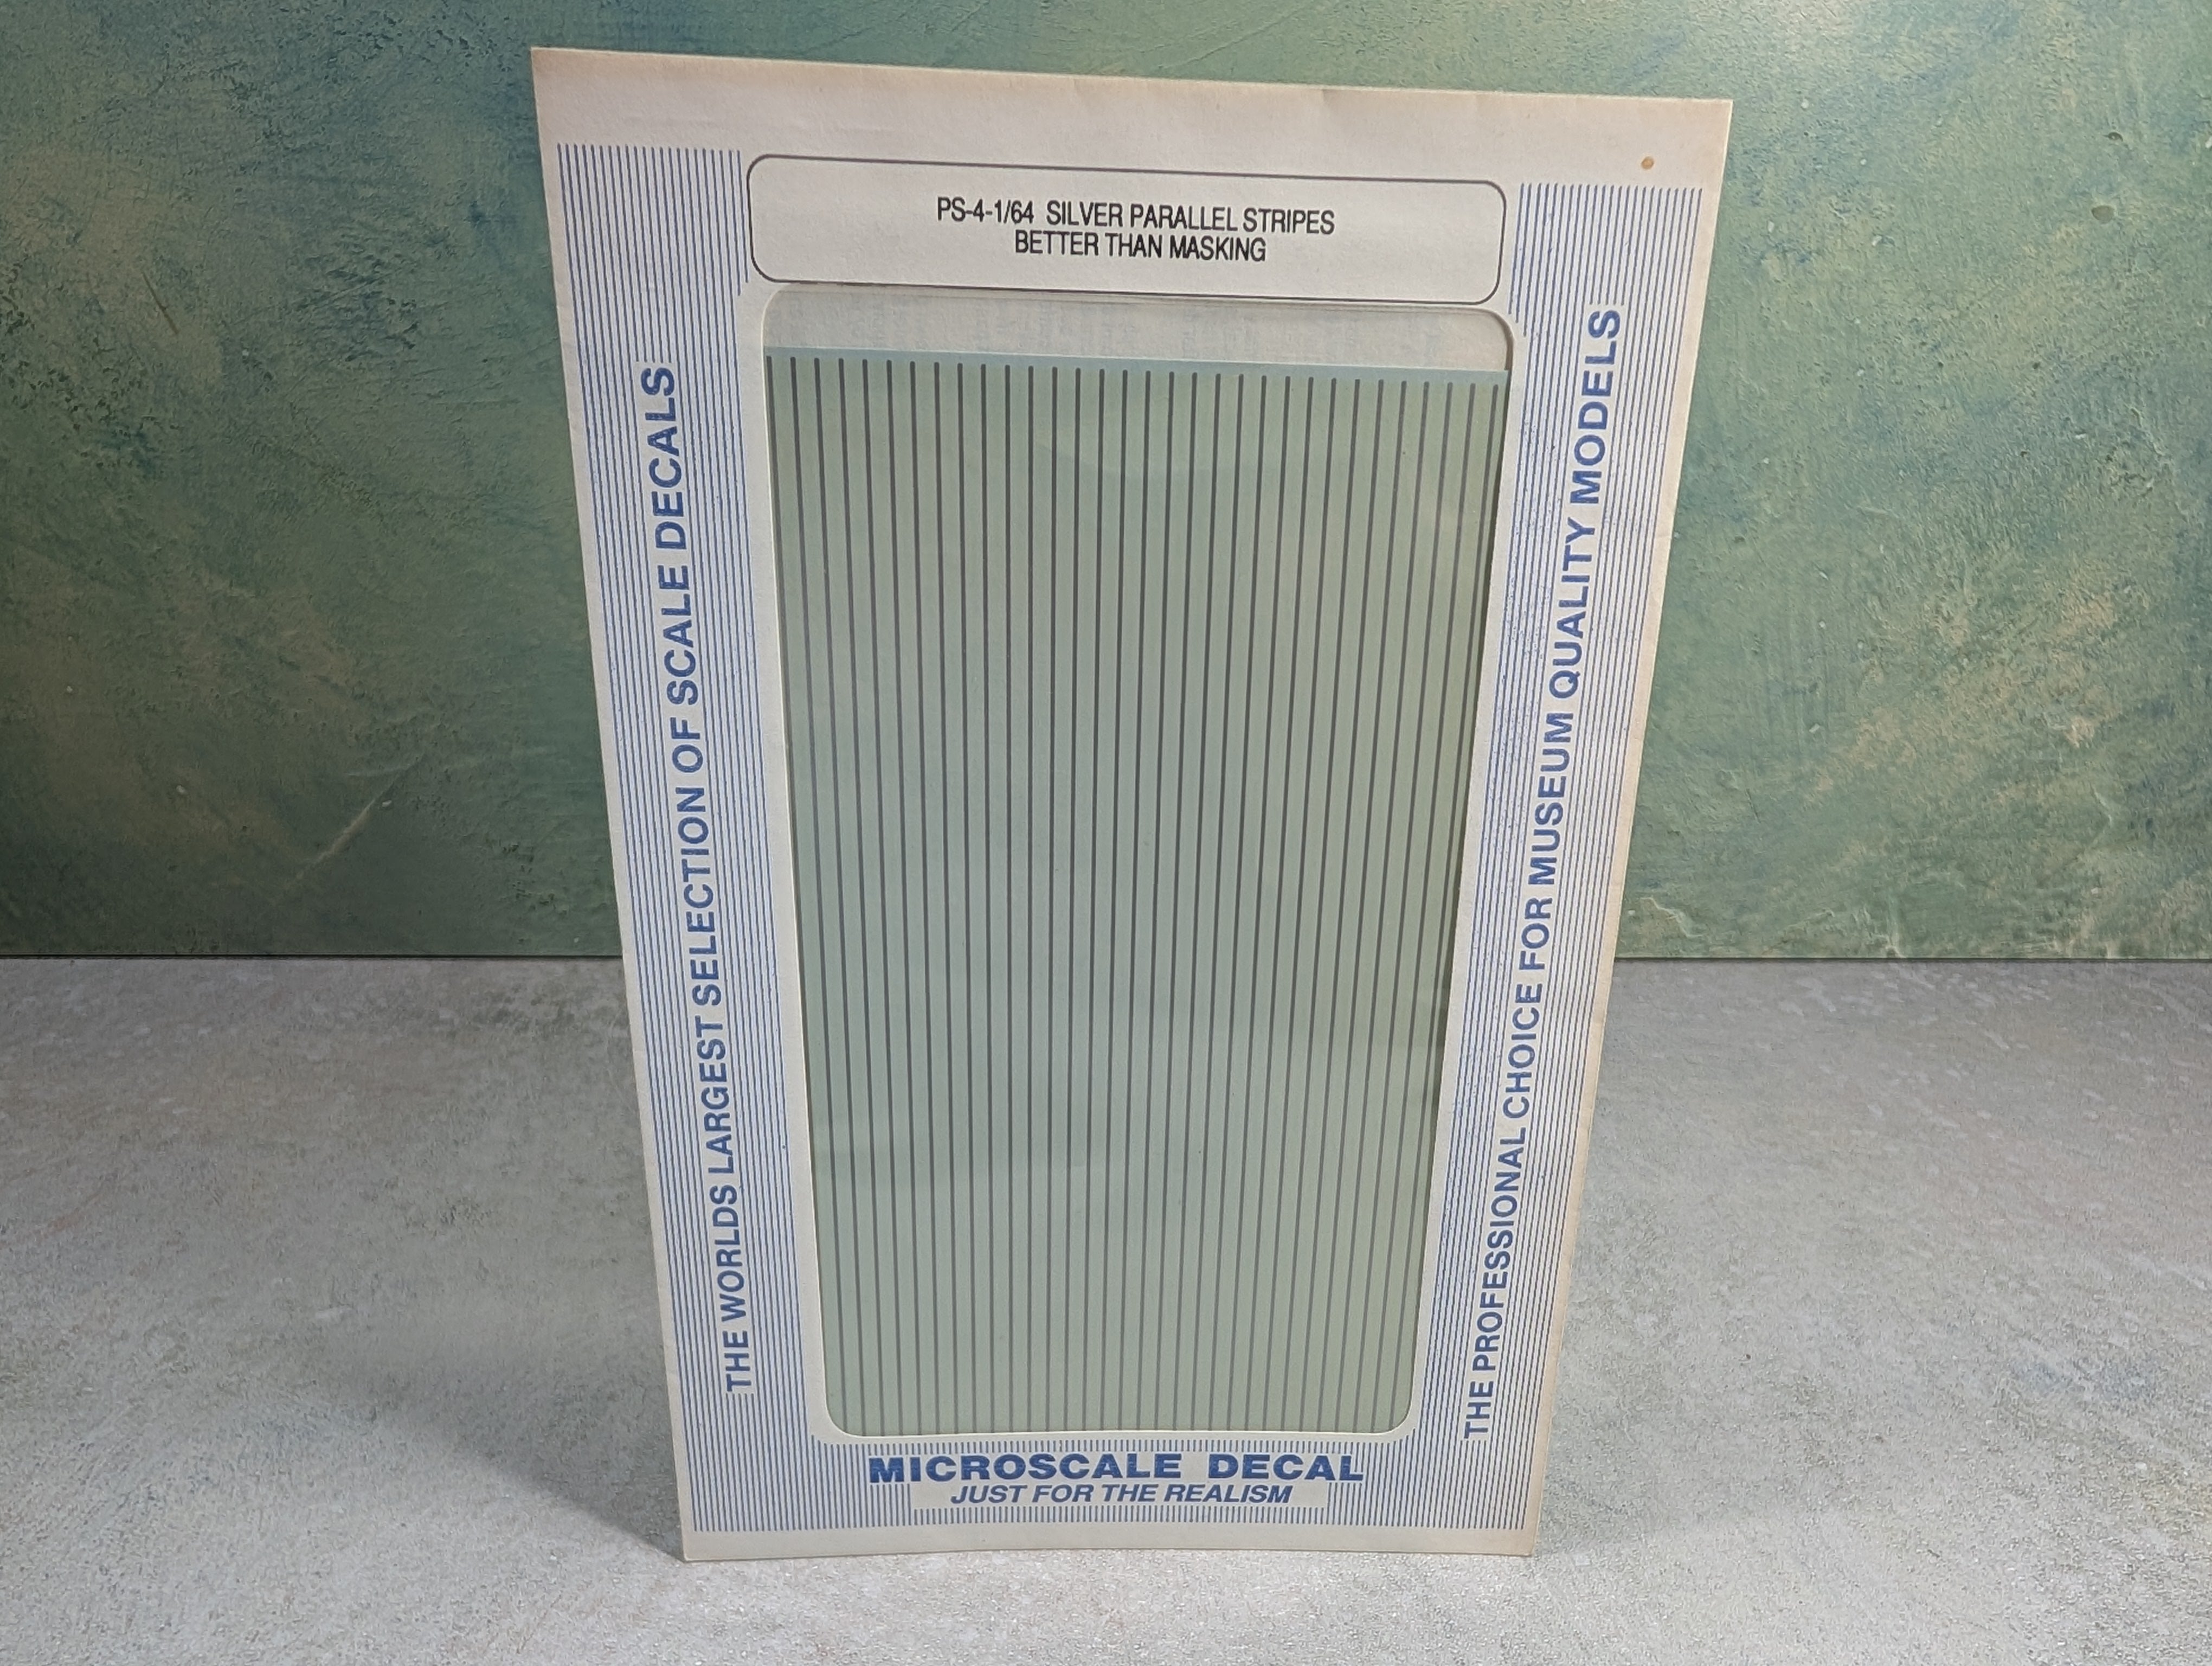 PS-4-1/64 SILVER PARALLEL STRIPES
BETTER THAN MASKING
THE WORLDS LARGEST SELECTION OF SCALE DECALS
THE PROFESSIONAL CHOICE FOR MUSEUM QUALITY MODELS
MICROSCALE DECAL
JUST FOR THE REALISM